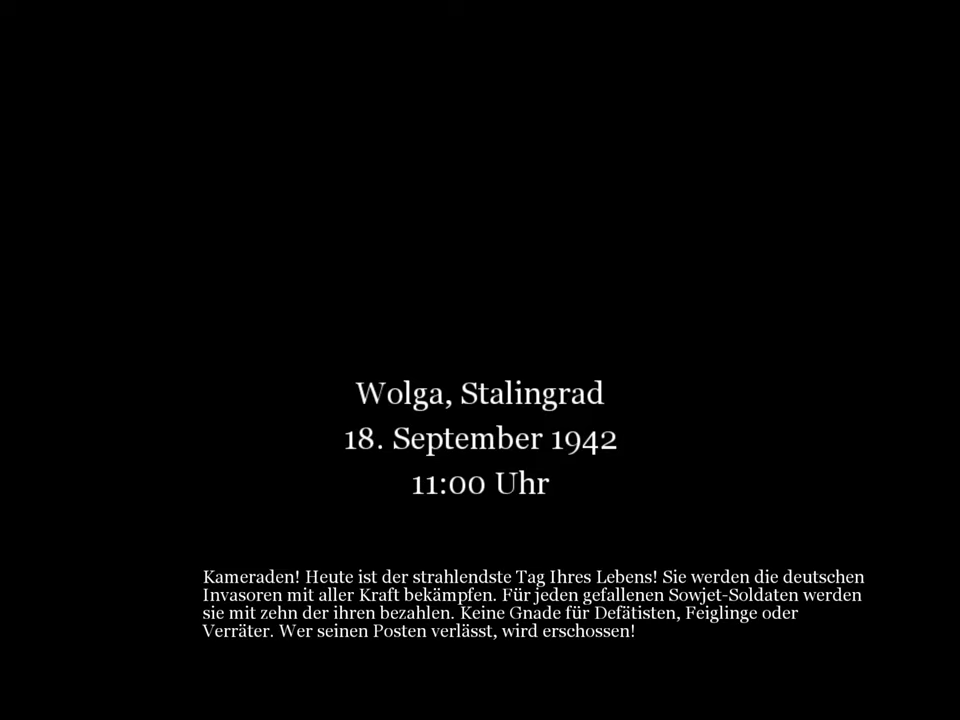 Wolga, Stalingrad
18. September 1942
11:00 Uhr
Kameraden! Heute ist der strahlendste Tag Ihres Lebens! Sie werden die deutschen
Invasoren mit aller Kraft bekämpfen. Für jeden gefallenen Sowjet-Soldaten werden
sie mit zehn der ihren bezahlen. Keine Gnade für Defätisten, Feiglinge oder
Verräter. Wer seinen Posten verlässt, wird erschossen!